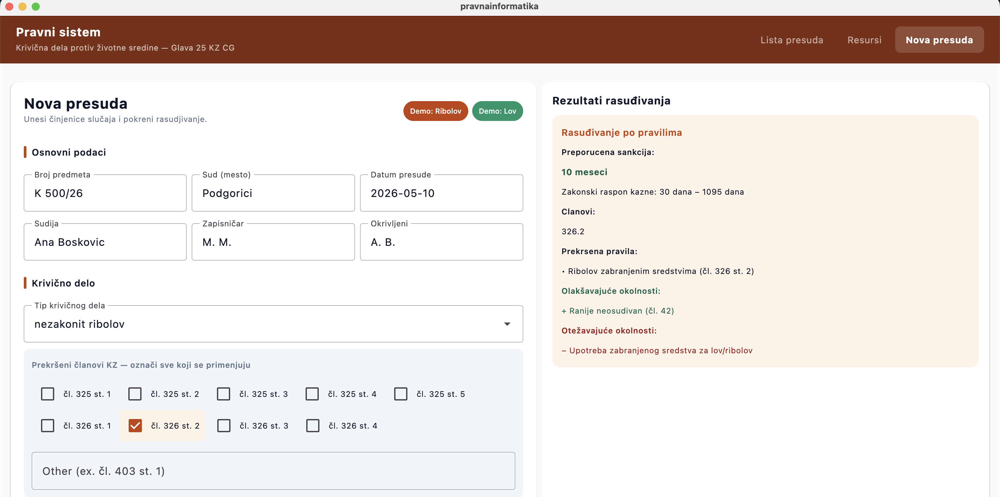 pravnainformatika
Pravni sistem
Krivična dela protiv životne sredine — Glava 25 KZ CG
Lista presuda
Resursi
Nova presuda
Nova presuda
Unesi činjenice slučaja i pokreni rasudjivanje.
Demo: Ribolov
Demo: Lov
Osnovni podaci
Broj predmeta
K 500/26
Sud (mesto)
Podgorici
Datum presude
2026-05-10
Sudija
Ana Boskovic
Zapisničar
M. M.
Okrivljeni
A. B.
Krivično delo
Tip krivičnog dela
nezakonit ribolov
Prekršeni članovi KZ — označi sve koji se primenjuju
čl. 325 st. 1
čl. 325 st. 2
čl. 325 st. 3
čl. 325 st. 4
čl. 325 st. 5
čl. 326 st. 1
čl. 326 st. 2
čl. 326 st. 3
čl. 326 st. 4
Other (ex. čl. 403 st. 1)
Rezultati rasuđivanja
Rasuđivanje po pravilima
Preporucena sankcija:
10 meseci
Zakonski raspon kazne: 30 dana – 1095 dana
Clanovi:
326.2
Prekrsena pravila:
• Ribolov zabranjenim sredstvima (čl. 326 st. 2)
Olakšavajuće okolnosti:
+ Ranije neosudivan (čl. 42)
Otežavajuće okolnosti:
– Upotreba zabranjenog sredstva za lov/ribolov